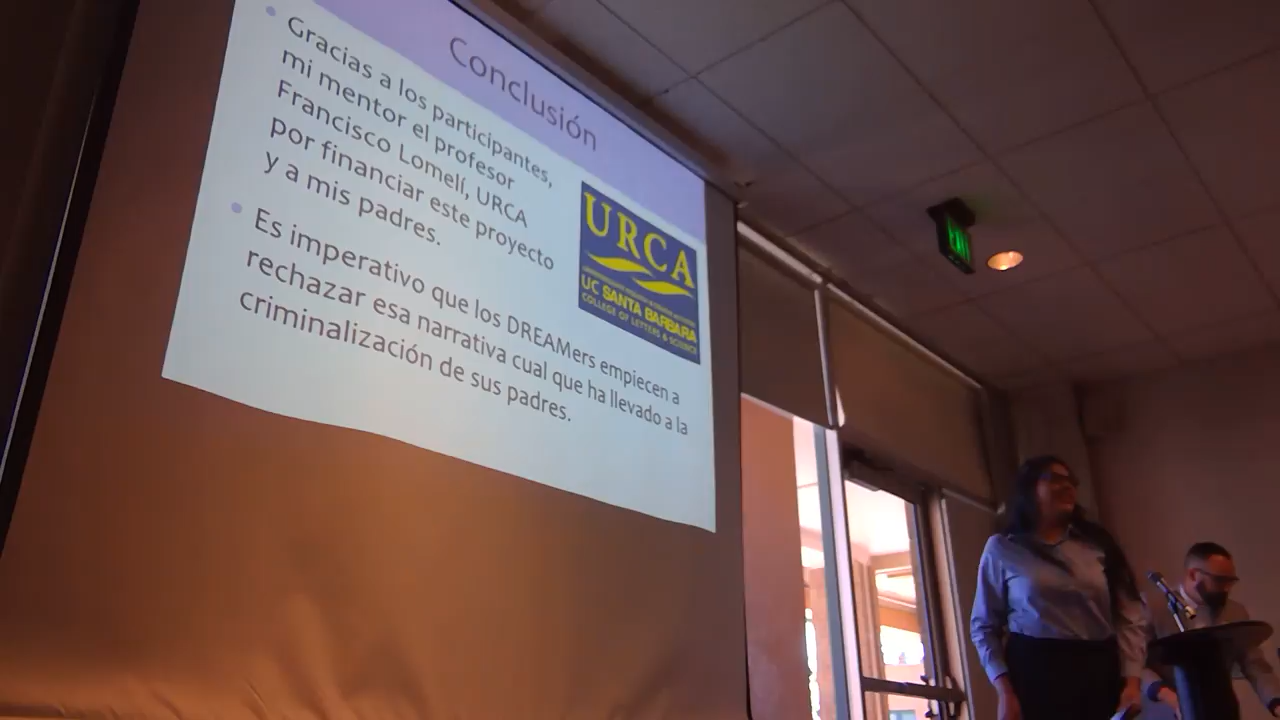 Conclusión
Gracias a los participantes,
mi mentor el profesor
Francisco Lomelí, URCA
por financiar este proyecto
y a mis padres.
Es imperativo que los DREAMers empiecen a
rechazar esa narrativa cual que ha llevado a la
criminalización de sus padres.
URCA
UC SANTA BARBARA
COLLEGE OF LETTERS & SCIENCE
EXIT